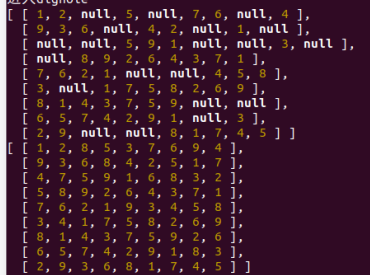 [ [ 1, 2, null, 5, null, 7, 6, null, 4 ],
[ 9, 3, 6, null, 4, 2, null, 1, null ],
[ null, null, 5, 9, 1, null, null, 3, null ],
[ null, 8, 9, 2, 6, 4, 3, 7, 1 ],
[ 7, 6, 2, 1, null, null, 4, 5, 8 ],
[ 3, null, 1, 7, 5, 8, 2, 6, 9 ],
[ 8, 1, 4, 3, 7, 5, 9, null, null ],
[ 6, 5, 7, 4, 2, 9, 1, null, 3 ],
[ 2, 9, null, null, 8, 1, 7, 4, 5 ] ]
[ [ 1, 2, 8, 5, 3, 7, 6, 9, 4 ],
[ 9, 3, 6, 8, 4, 2, 5, 1, 7 ],
[ 4, 7, 5, 9, 1, 6, 8, 3, 2 ],
[ 5, 8, 9, 2, 6, 4, 3, 7, 1 ],
[ 7, 6, 2, 1, 9, 3, 4, 5, 8 ],
[ 3, 4, 1, 7, 5, 8, 2, 6, 9 ],
[ 8, 1, 4, 3, 7, 5, 9, 2, 6 ],
[ 6, 5, 7, 4, 2, 9, 1, 8, 3 ],
[ 2, 9, 3, 6, 8, 1, 7, 4, 5 ] ]